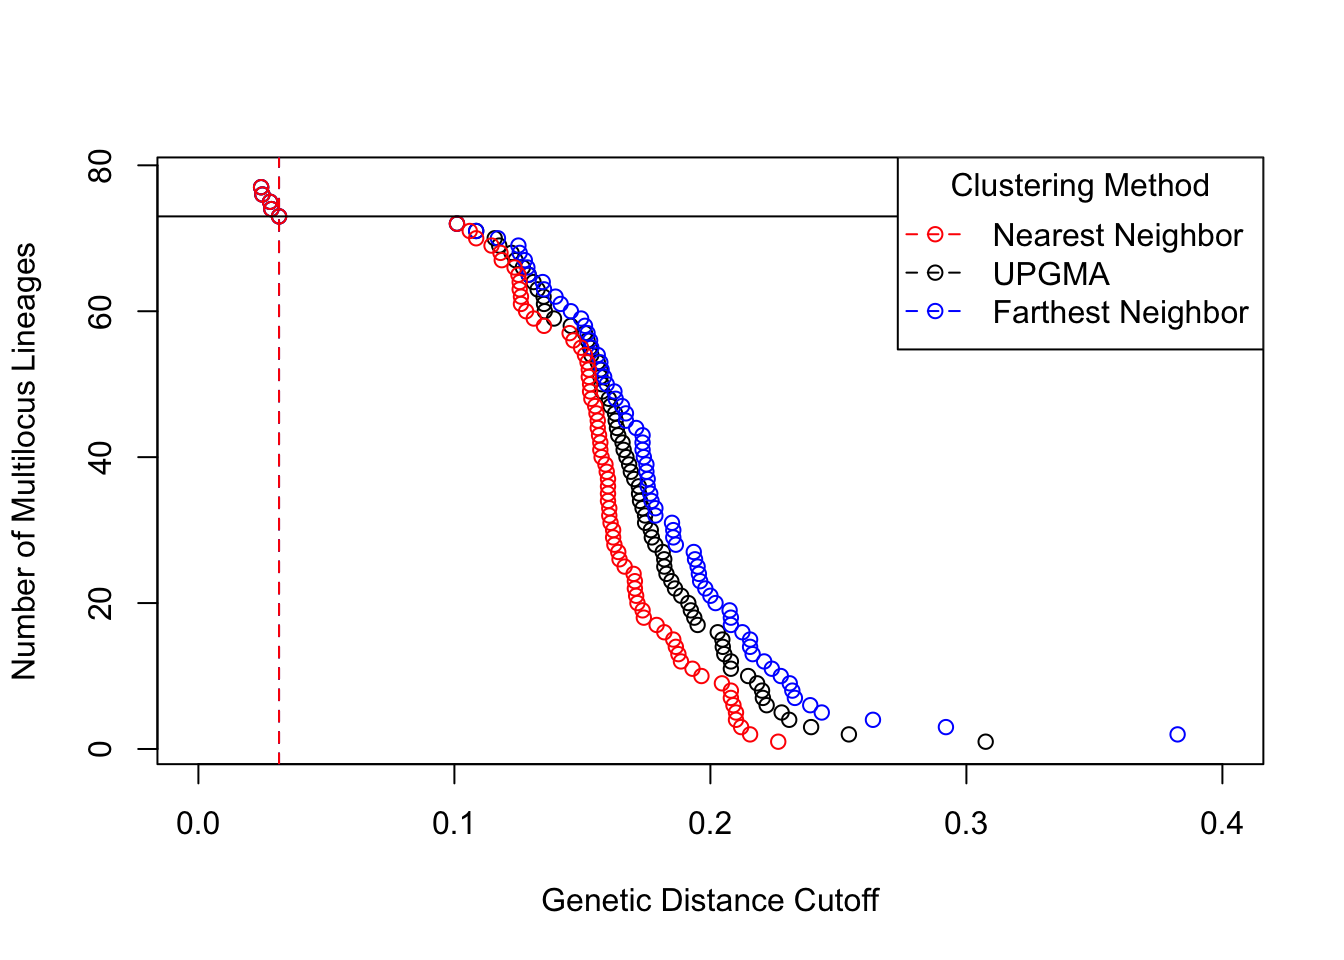 Number of Multilocus Lineages
80
60
40
20
0
Clustering Method
Nearest Neighbor
UPGMA
Farthest Neighbor
0.0 0.1 0.2 0.3 0.4
Genetic Distance Cutoff